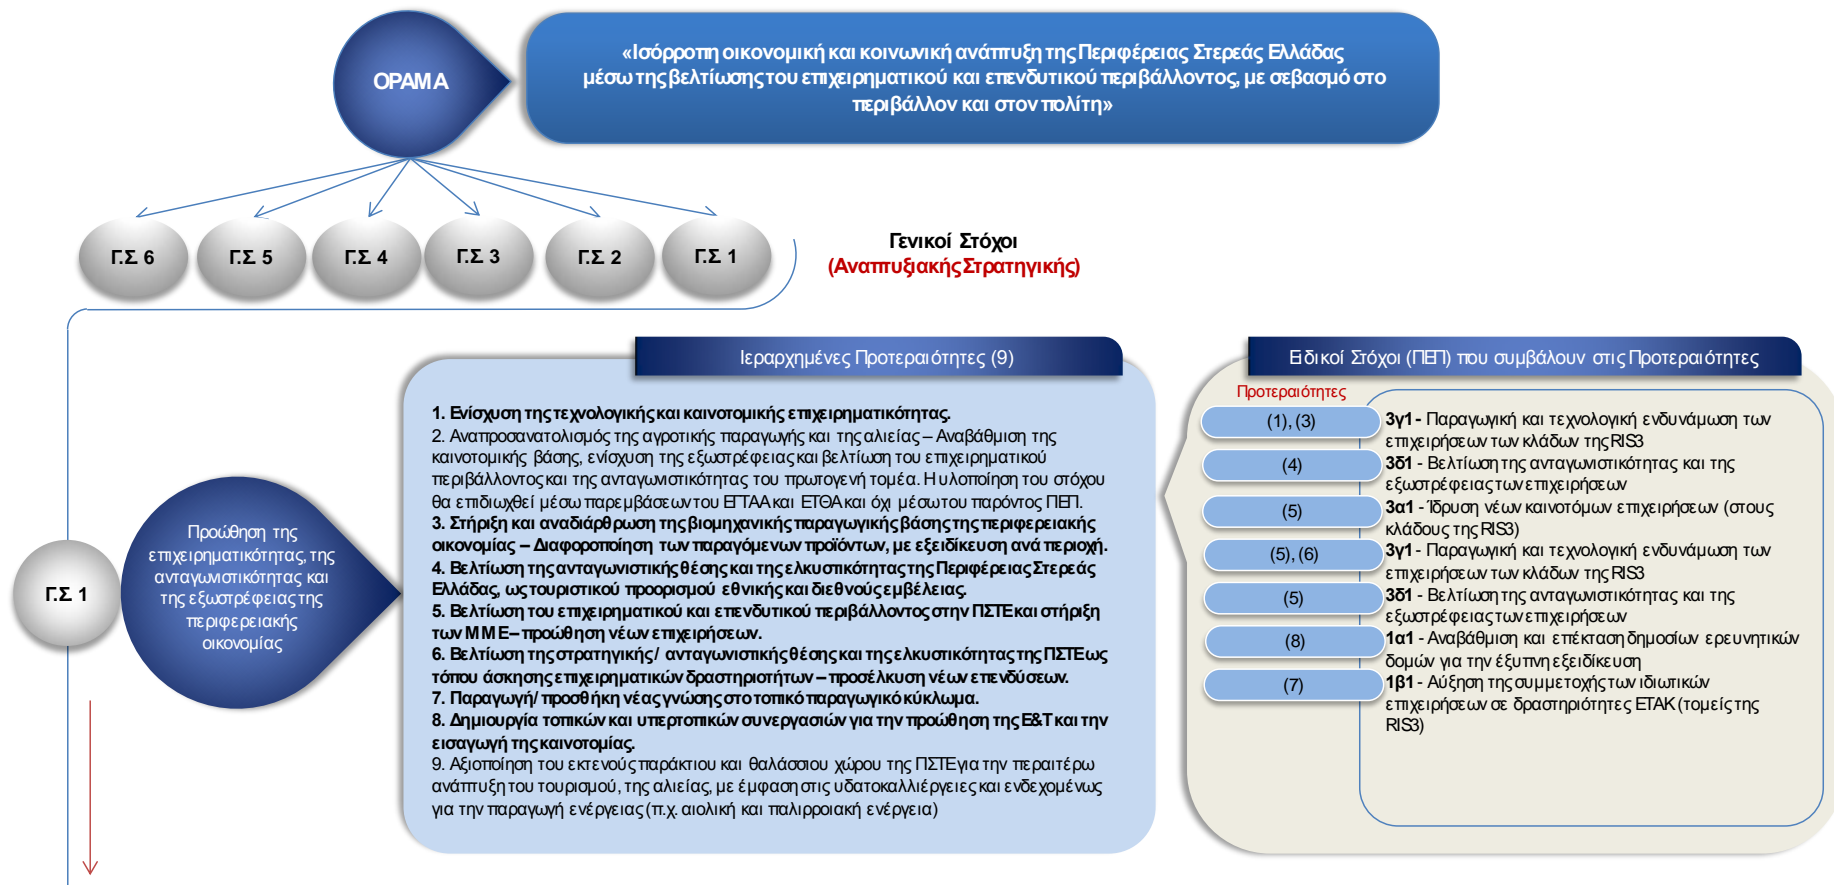 ΟΡΑΜΑ
«Ισόρροπη οικονομική και κοινωνική ανάπτυξη της Περιφέρειας Στερεάς Ελλάδας
μέσω της βελτίωσης του επιχειρηματικού και επενδυτικού περιβάλλοντος, με σεβασμό στο
περιβάλλον και στον πολίτη»
Γ.Σ 6
Γ.Σ 5
Γ.Σ 4
Γ.Σ 3
Γ.Σ 2
Γ.Σ 1
Γενικοί Στόχοι
(Αναπτυξιακής Στρατηγικής)
Γ.Σ 1
Προώθηση της
επιχειρηματικότητας, της
ανταγωνιστικότητας και
της εξωστρέφειας της
περιφερειακής
οικονομίας
Ιεραρχημένες Προτεραιότητες (9)
1. Ενίσχυση της τεχνολογικής και καινοτομικής επιχειρηματικότητας.
2. Αναπροσανατολισμός της αγροτικής παραγωγής και της αλιείας – Αναβάθμιση της
καινοτομικής βάσης, ενίσχυση της εξωστρέφειας και βελτίωση του επιχειρηματικού
περιβάλλοντος και της ανταγωνιστικότητας του πρωτογενή τομέα. Η υλοποίηση του στόχου
θα επιδιωχθεί μέσω παρεμβάσεων του ΕΓΤΑΑ και ΕΤΘΑ και όχι μέσω του παρόντος ΠΕΠ.
3. Στήριξη και αναδιάρθρωση της βιομηχανικής παραγωγικής βάσης της περιφερειακής
οικονομίας – Διαφοροποίηση των παραγόμενων προϊόντων, με εξειδίκευση ανά περιοχή.
4. Βελτίωση της ανταγωνιστικής θέσης και της ελκυστικότητας της Περιφέρειας Στερεάς
Ελλάδας, ως τουριστικού προορισμού εθνικής και διεθνούς εμβέλειας.
5. Βελτίωση του επιχειρηματικού και επενδυτικού περιβάλλοντος στην ΠΣΤΕ και στήριξη
των ΜΜΕ – προώθηση νέων επιχειρήσεων.
6. Βελτίωση της στρατηγικής / ανταγωνιστικής θέσης και της ελκυστικότητας της ΠΣΤΕ ως
τόπου άσκησης επιχειρηματικών δραστηριοτήτων – προσέλκυση νέων επενδύσεων.
7. Παραγωγή / προσθήκη νέας γνώσης στο τοπικό παραγωγικό κύκλωμα.
8. Δημιουργία τοπικών και υπερτοπικών συνεργασιών για την προώθηση της Ε&Τ και την
εισαγωγή της καινοτομίας.
9. Αξιοποίηση του εκτενούς παράκτιου και θαλάσσιου χώρου της ΠΣΤΕ για την περαιτέρω
ανάπτυξη του τουρισμού, της αλιείας, με έμφαση στις υδατοκαλλιέργειες και ενδεχομένως
για την παραγωγή ενέργειας (π.χ. αιολική και παλιρροιακή ενέργεια)
Ειδικοί Στόχοι (ΠΕΠ) που συμβάλουν στις Προτεραιότητες
Προτεραιότητες
(1), (3)
3γ1 - Παραγωγική και τεχνολογική ενδυνάμωση των
επιχειρήσεων των κλάδων της RIS3
(4)
3δ1 - Βελτίωση της ανταγωνιστικότητας και της
εξωστρέφειας των επιχειρήσεων
(5)
3α1 - Ίδρυση νέων καινοτόμων επιχειρήσεων (στους
κλάδους της RIS3)
(5), (6)
3γ1 - Παραγωγική και τεχνολογική ενδυνάμωση των
επιχειρήσεων των κλάδων της RIS3
(5)
3δ1 - Βελτίωση της ανταγωνιστικότητας και της
εξωστρέφειας των επιχειρήσεων
(8)
1α1 - Αναβάθμιση και επέκταση δημοσίων ερευνητικών
δομών για την έξυπνη εξειδίκευση
(7)
1β1 - Αύξηση της συμμετοχής των ιδιωτικών
επιχειρήσεων σε δραστηριότητες ΕΤΑΚ (τομείς της
RIS3)